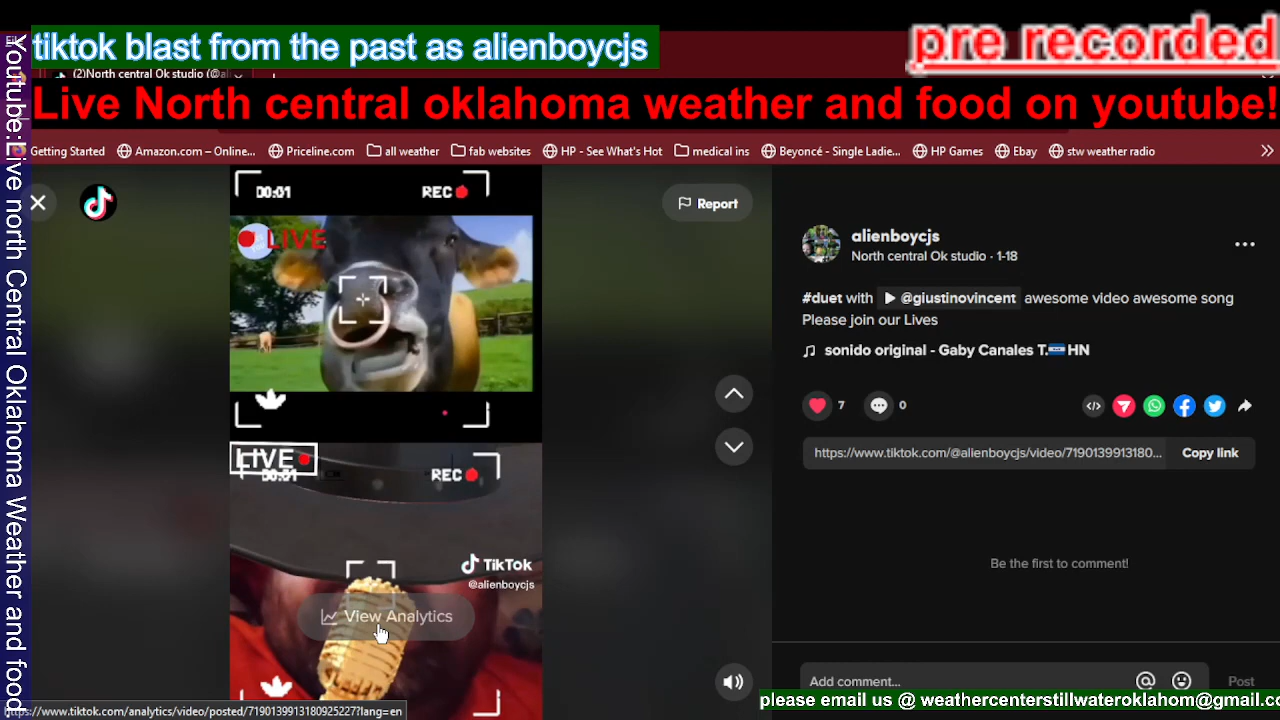 tiktok blast from the past as alienboycjs
pre recorded
(2)North central Ok studio (@a
Live North central oklahoma weather and food on youtube!
Getting Started
Amazon.com – Online...
Priceline.com
all weather
fab websites
HP - See What's Hot
medical ins
Beyoncé - Single Ladie...
HP Games
Ebay
stw weather radio
Youtube:Live north Central Oklahoma Weather and food
00:01
REC
LIVE
Report
LIVE
00:01
REC
TikTok
@alienboycjs
View Analytics
alienboycjs
North central Ok studio · 1-18
#duet with @giustinovincent awesome video awesome song
Please join our Lives
sonido original - Gaby Canales T.🇭🇳HN
7
0
https://www.tiktok.com/@alienboycjs/video/7190139913180...
Copy link
Be the first to comment!
Add comment...
Post
please email us @ weathercenterstillwateroklahom@gmail.co
https://www.tiktok.com/analytics/video/posted/7190139913180925227?lang=en